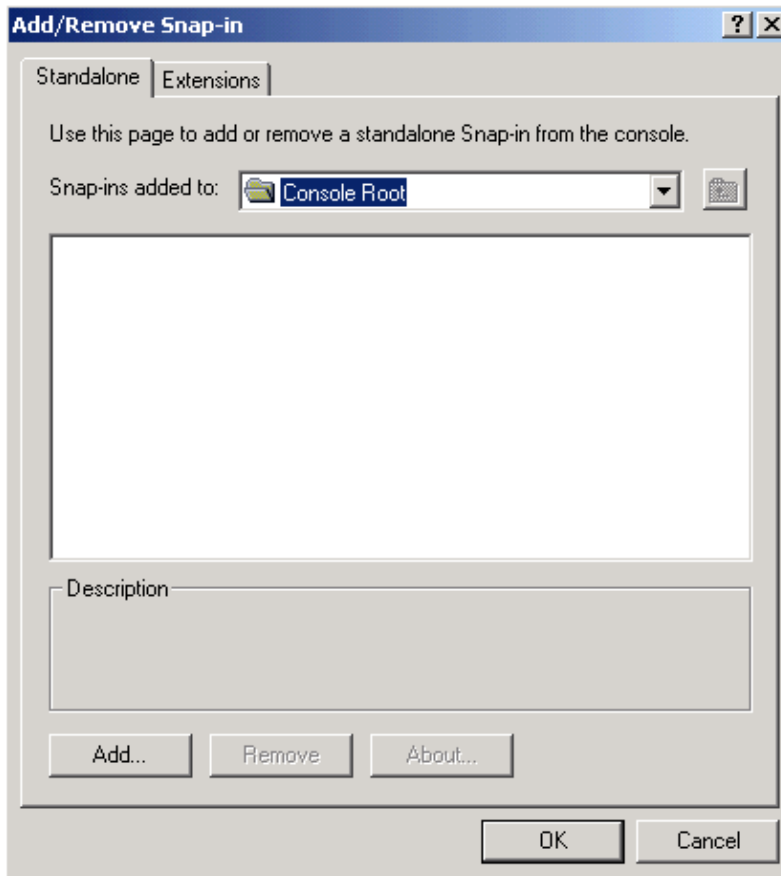 Add/Remove Snap-in
Standalone
Extensions
Use this page to add or remove a standalone Snap-in from the console.
Snap-ins added to:
Console Root
Description
Add...
Remove
About...
OK
Cancel